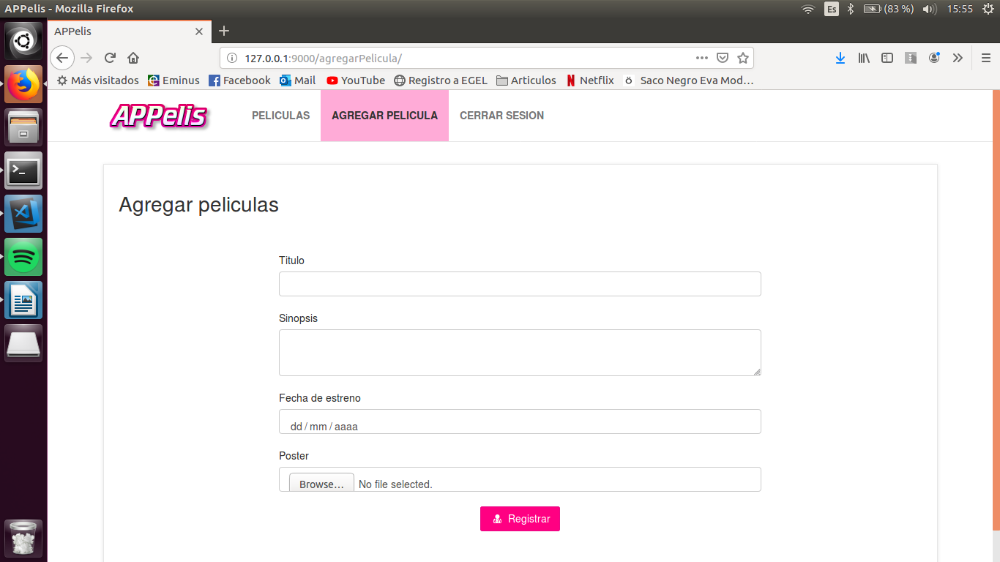 APPelis - Mozilla Firefox
Es
(83 %)
15:55
APPelis
127.0.0.1:9000/agregarPelicula/
Más visitados
Eminus
Facebook
Mail
YouTube
Registro a EGEL
Articulos
Netflix
Saco Negro Eva Mod…
APPelis
PELICULAS
AGREGAR PELICULA
CERRAR SESION
Agregar peliculas
Titulo
Sinopsis
Fecha de estreno
dd / mm / aaaa
Poster
Browse… No file selected.
Registrar